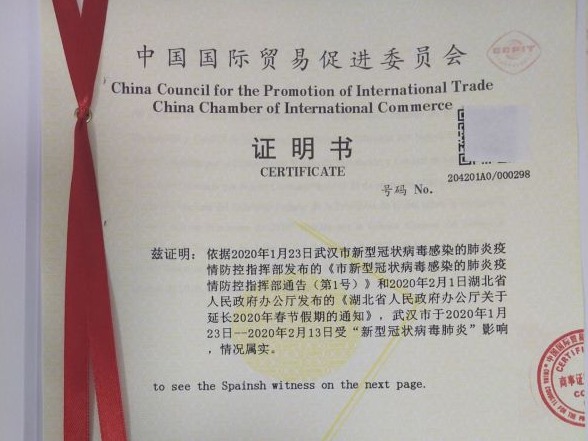 中国国际贸易促进委员会
CCPIT
China Council for the Promotion of International Trade
China Chamber of International Commerce
证明书
CERTIFICATE
号码 No.
204201A0/000298
兹证明：依据2020年1月23日武汉市新型冠状病毒感染的肺炎疫
情防控指挥部发布的《市新型冠状病毒感染的肺炎疫
情防控指挥部通告（第1号）》和2020年2月1日湖北省
人民政府办公厅发布的《湖北省人民政府办公厅关于
延长2020年春节假期的通知》，武汉市于2020年1月
23日--2020年2月13日受“新型冠状病毒肺炎”影响
，情况属实。
to see the Spainsh witness on the next page.
中国国际
CERTIFI
商事证